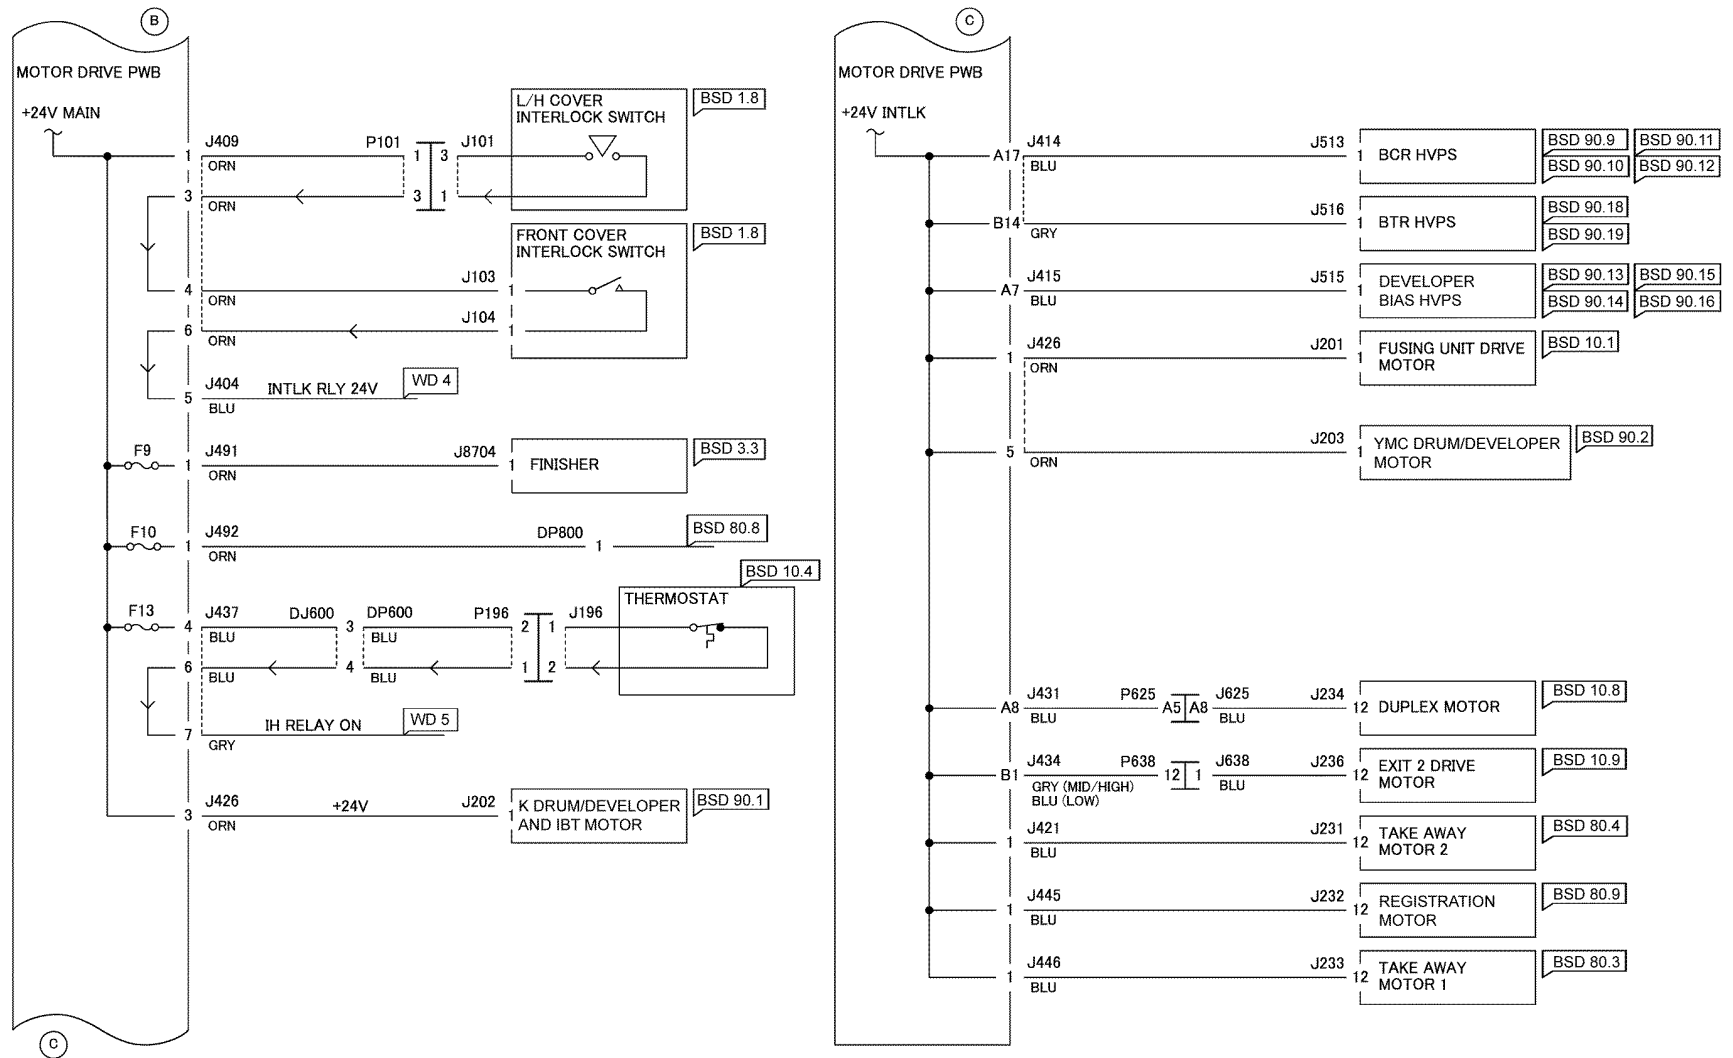 B
MOTOR DRIVE PWB
+24V MAIN
L/H COVER
INTERLOCK SWITCH
BSD 1.8
J409
1
ORN
P101
1 3
J101
3
ORN
3 1
FRONT COVER
INTERLOCK SWITCH
BSD 1.8
J103
4
ORN
1
J104
6
ORN
1
J404
5
BLU
INTLK RLY 24V
WD 4
F9
J491
1
ORN
J8704
1
FINISHER
BSD 3.3
F10
J492
1
ORN
DP800
1
BSD 80.8
BSD 10.4
THERMOSTAT
F13
J437
4
BLU
DJ600
3
DP600
BLU
P196
2 1
J196
6
BLU
4
BLU
1 2
7
GRY
IH RELAY ON
WD 5
J426
3
ORN
+24V
J202
1
K DRUM/DEVELOPER
AND IBT MOTOR
BSD 90.1
C
C
MOTOR DRIVE PWB
+24V INTLK
J414
A17
BLU
J513
1
BCR HVPS
BSD 90.9
BSD 90.11
BSD 90.10
BSD 90.12
B14
GRY
J516
1
BTR HVPS
BSD 90.18
BSD 90.19
J415
A7
BLU
J515
1
DEVELOPER
BIAS HVPS
BSD 90.13
BSD 90.15
BSD 90.14
BSD 90.16
J426
1
ORN
J201
1
FUSING UNIT DRIVE
MOTOR
BSD 10.1
5
ORN
J203
1
YMC DRUM/DEVELOPER
MOTOR
BSD 90.2
J431
A8
BLU
P625
A5 A8
J625
BLU
J234
12
DUPLEX MOTOR
BSD 10.8
J434
B1
GRY (MID/HIGH)
BLU (LOW)
P638
12 1
J638
BLU
J236
12
EXIT 2 DRIVE
MOTOR
BSD 10.9
J421
1
BLU
J231
12
TAKE AWAY
MOTOR 2
BSD 80.4
J445
1
BLU
J232
12
REGISTRATION
MOTOR
BSD 80.9
J446
1
BLU
J233
12
TAKE AWAY
MOTOR 1
BSD 80.3